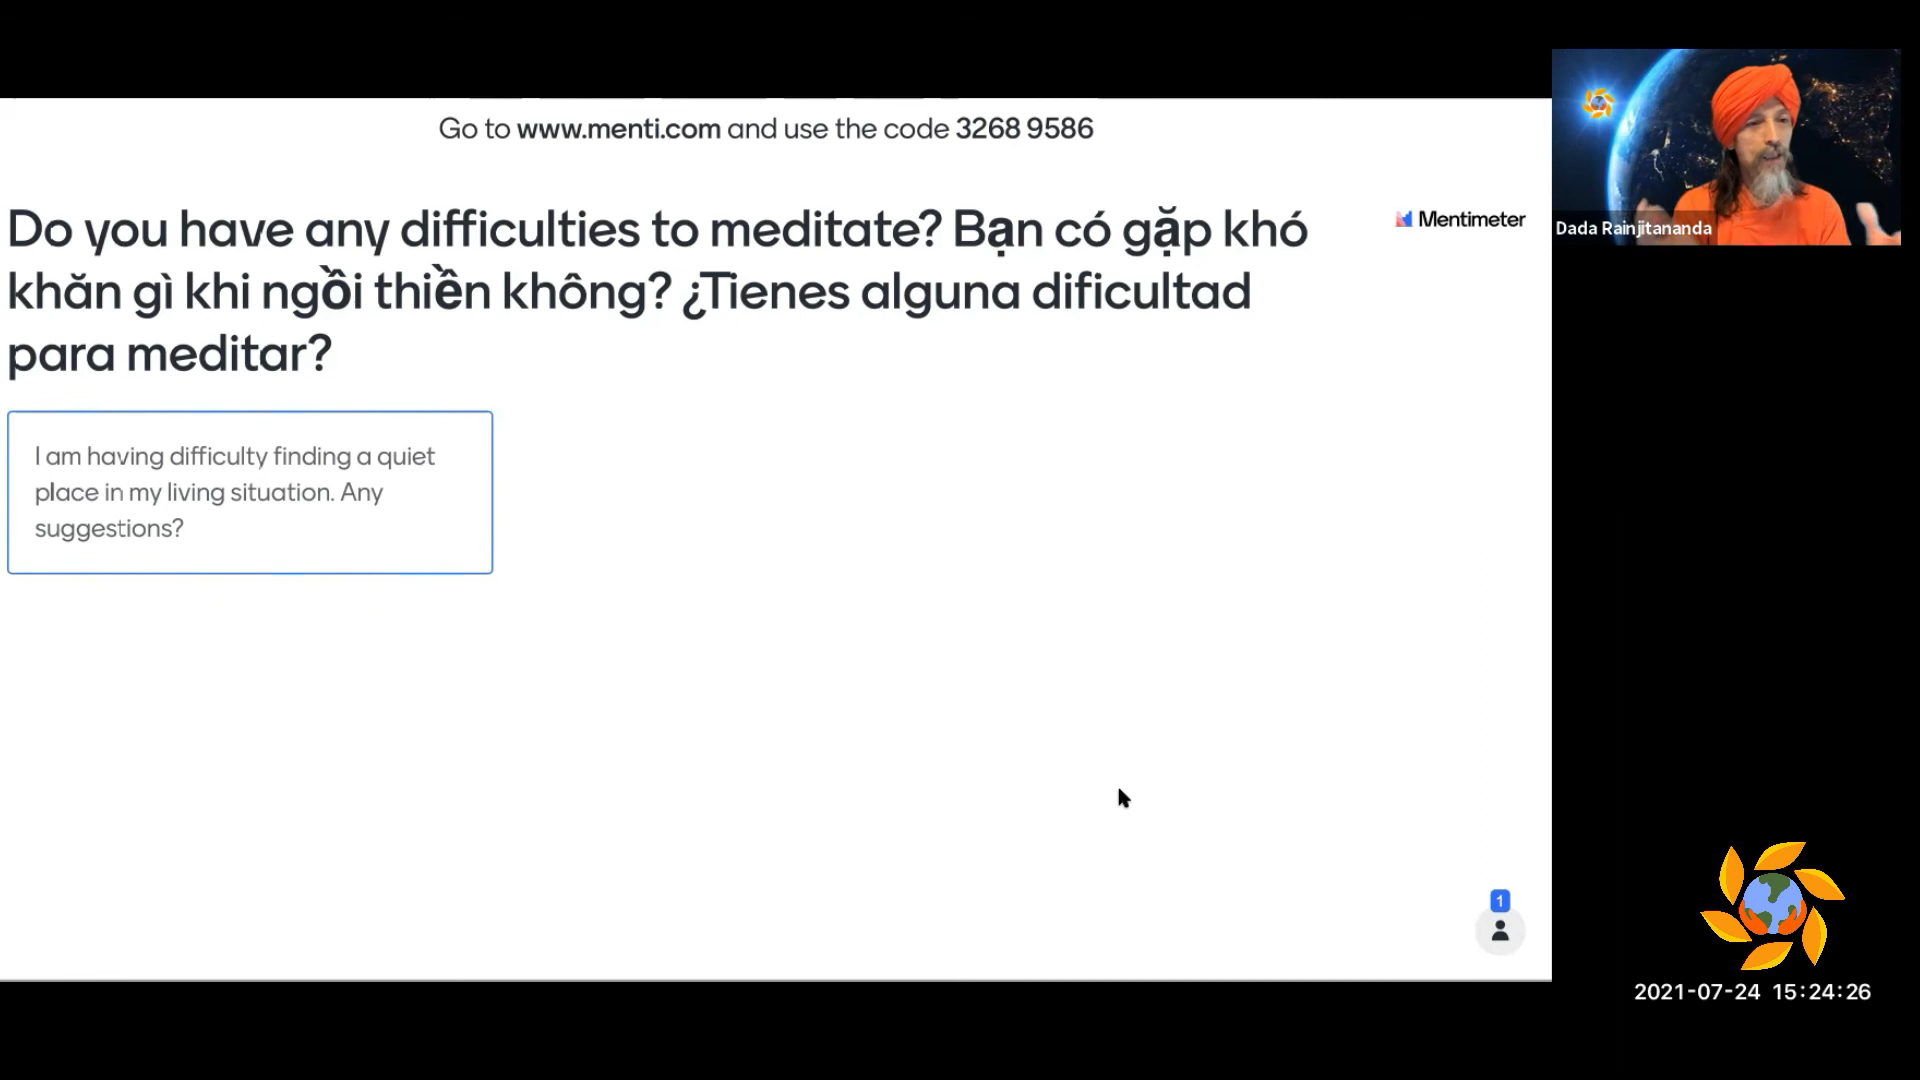 Go to www.menti.com and use the code 3268 9586
Do you have any difficulties to meditate? Bạn có gặp khó
khăn gì khi ngồi thiền không? ¿Tienes alguna dificultad
para meditar?
Mentimeter
Dada Rainjitananda
I am having difficulty finding a quiet
place in my living situation. Any
suggestions?
1
2021-07-24 15:24:26